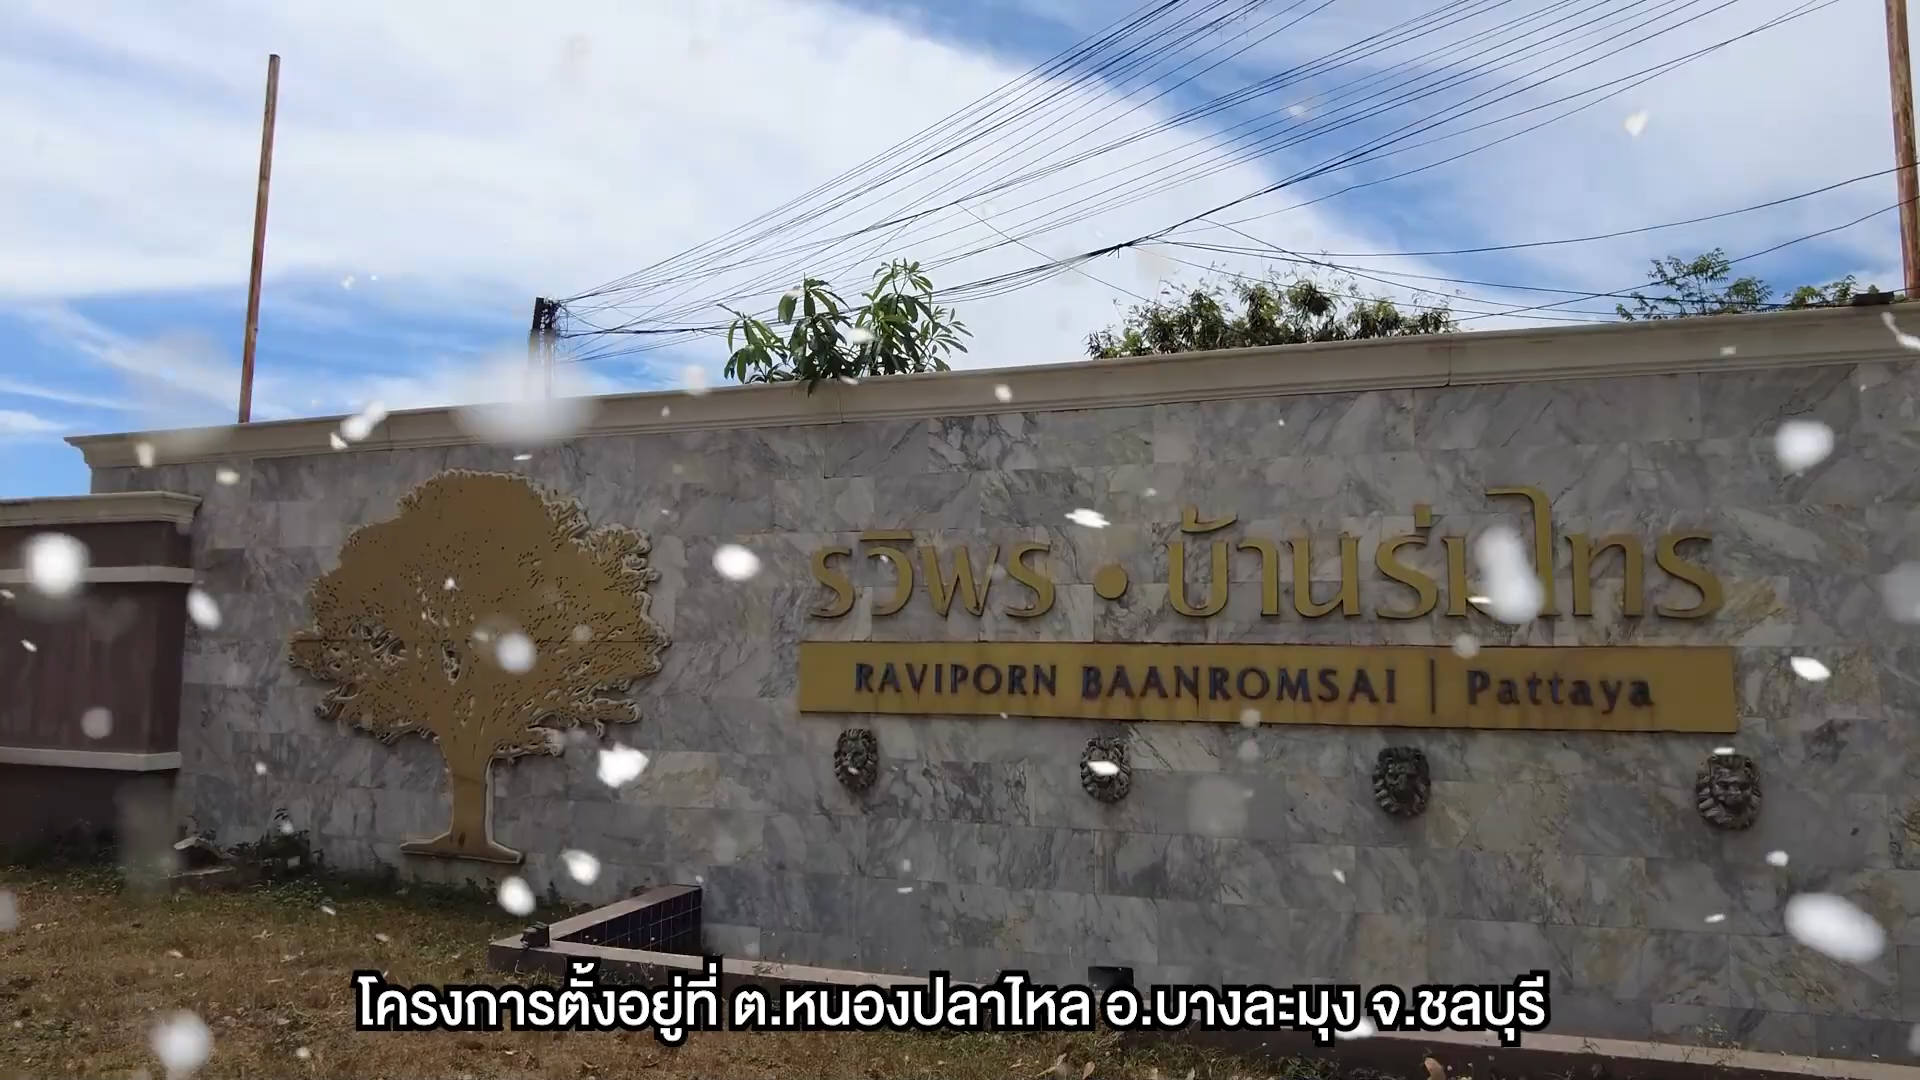 รวิพร • บ้านร่มไทร
RAVIPORN BAANROMSAI | Pattaya
โครงการตั้งอยู่ที่ ต.หนองปลาไหล อ.บางละมุง จ.ชลบุรี